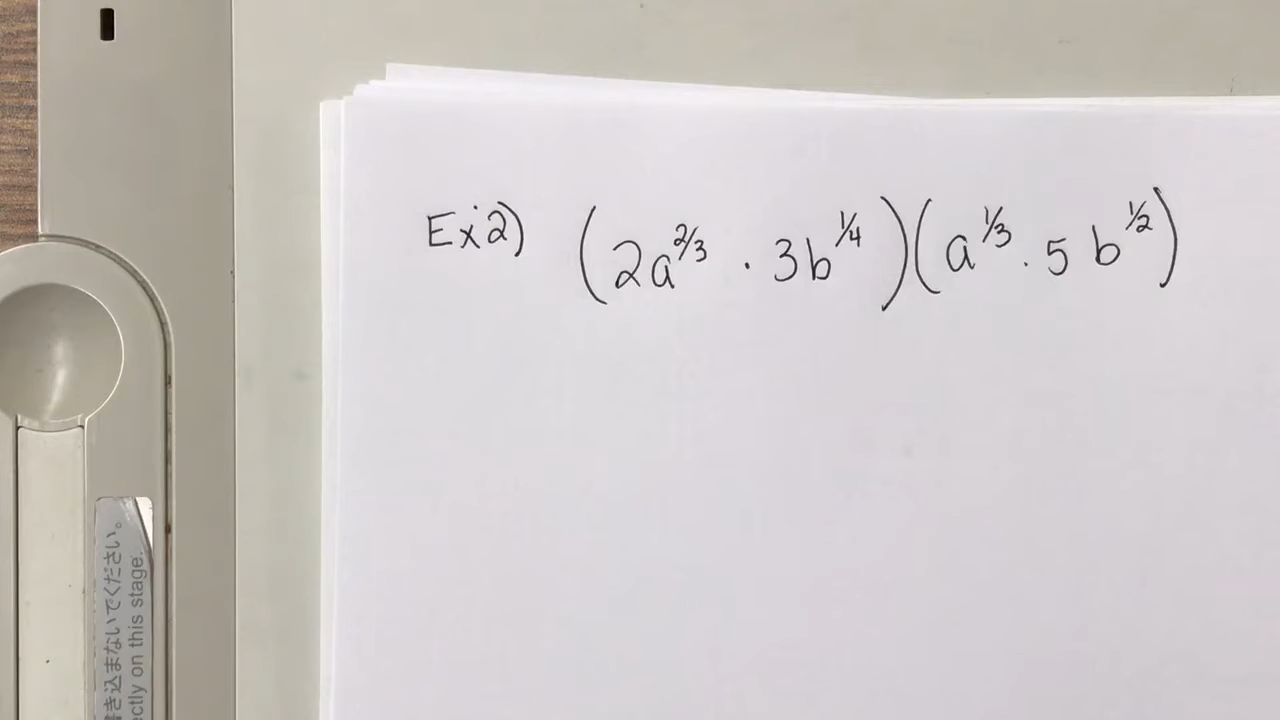 Ex2) (2a^{2/3} · 3b^{1/4})(a^{1/3} · 5 b^{1/2})
き込まないでください。
ectly on this stage.